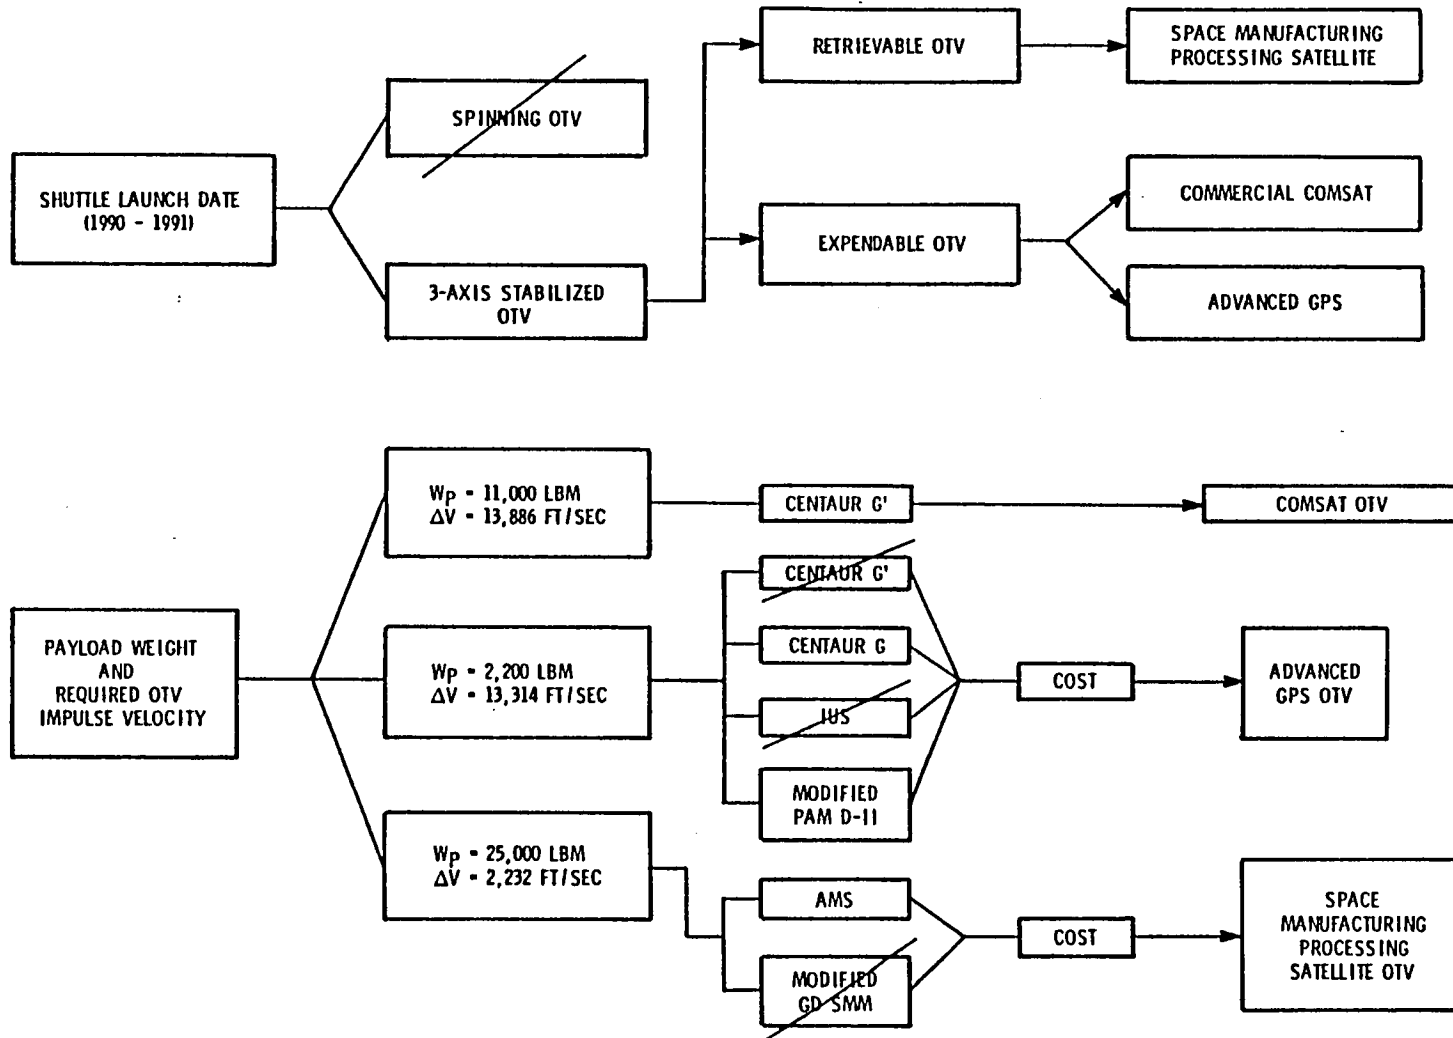 SHUTTLE LAUNCH DATE
(1990 - 1991)
SPINNING OTV
3-AXIS STABILIZED
OTV
RETRIEVABLE OTV
EXPENDABLE OTV
SPACE MANUFACTURING
PROCESSING SATELLITE
COMMERCIAL COMSAT
ADVANCED GPS
PAYLOAD WEIGHT
AND
REQUIRED OTV
IMPULSE VELOCITY
Wp = 11,000 LBM
ΔV = 13,886 FT/SEC
CENTAUR G'
COMSAT OTV
Wp = 2,200 LBM
ΔV = 13,314 FT/SEC
CENTAUR G'
CENTAUR G
IUS
MODIFIED
PAM D-II
COST
ADVANCED
GPS OTV
Wp = 25,000 LBM
ΔV = 2,232 FT/SEC
AMS
MODIFIED
GD SMM
COST
SPACE
MANUFACTURING
PROCESSING
SATELLITE OTV